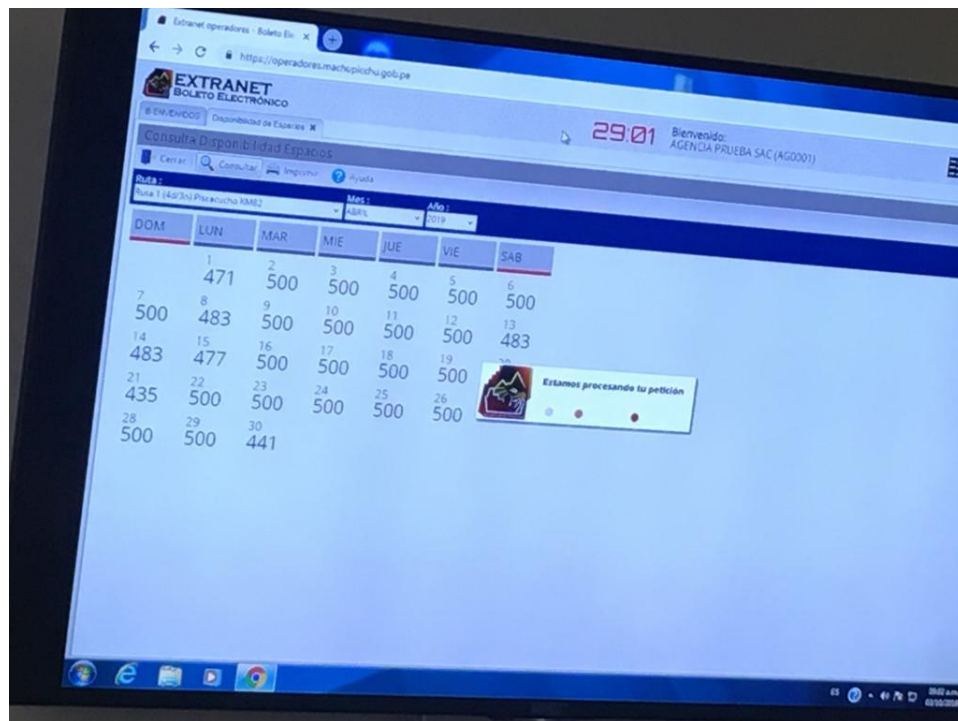 Extranet operadores - Boleto Ele
https://operadores.machupicchu.gob.pe
EXTRANET
BOLETO ELECTRÓNICO
29:01
Bienvenido:
AGENCIA PRUEBA SAC (AG0001)
BIENVENIDOS Disponibilidad de Espacios X
Consulta Disponibilidad Espacios
Cerrar Consultar Imprimir Ayuda
Ruta : Mes : Año :
Ruta 1 (4d/3n) Piscacucho KM82 ABRIL 2019
DOM LUN MAR MIE JUE VIE SAB
1 2 3 4 5 6
471 500 500 500 500 500
7 8 9 10 11 12 13
500 483 500 500 500 500 483
14 15 16 17 18 19 20
483 477 500 500 500 500
Estamos procesando tu petición
21 22 23 24 25 26
435 500 500 500 500 500
28 29 30
500 500 441
ES
09:02 a.m.